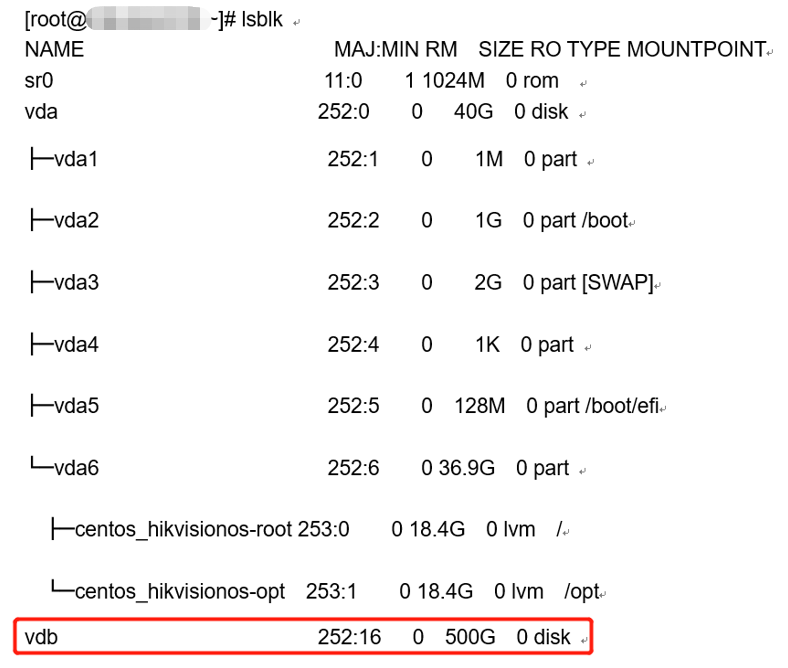 [root@ ~]# lsblk
NAME MAJ:MIN RM SIZE RO TYPE MOUNTPOINT
sr0 11:0 1 1024M 0 rom
vda 252:0 0 40G 0 disk
├─vda1 252:1 0 1M 0 part
├─vda2 252:2 0 1G 0 part /boot
├─vda3 252:3 0 2G 0 part [SWAP]
├─vda4 252:4 0 1K 0 part
├─vda5 252:5 0 128M 0 part /boot/efi
└─vda6 252:6 0 36.9G 0 part
├─centos_hikvisionos-root 253:0 0 18.4G 0 lvm /
└─centos_hikvisionos-opt 253:1 0 18.4G 0 lvm /opt
vdb 252:16 0 500G 0 disk